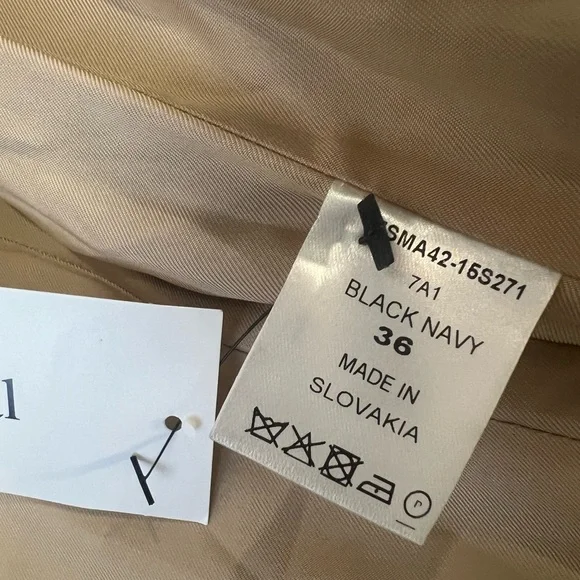 SMA42-15S271
7A1
BLACK NAVY
36
MADE IN
SLOVAKIA